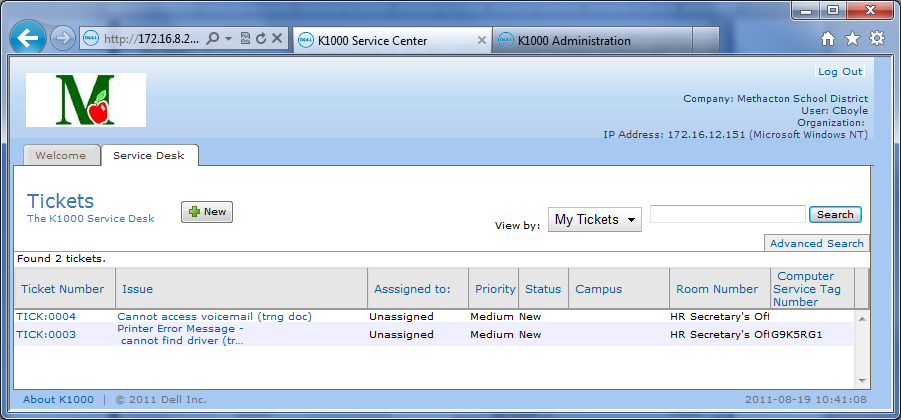 http://172.16.8.2...
K1000 Service Center
K1000 Administration
M
Log Out
Company: Methacton School District
User: CBoyle
Organization:
IP Address: 172.16.12.151 (Microsoft Windows NT)
Welcome
Service Desk
Tickets
The K1000 Service Desk
New
View by: My Tickets
Search
Advanced Search
Found 2 tickets.
Ticket Number Issue Asssigned to: Priority Status Campus Room Number Computer Service Tag Number
TICK:0004 Cannot access voicemail (trng doc) Unassigned Medium New HR Secretary's Off
TICK:0003 Printer Error Message - Unassigned Medium New HR Secretary's Off G9K5RG1
cannot find driver (tr...
About K1000 | © 2011 Dell Inc.
2011-08-19 10:41:08